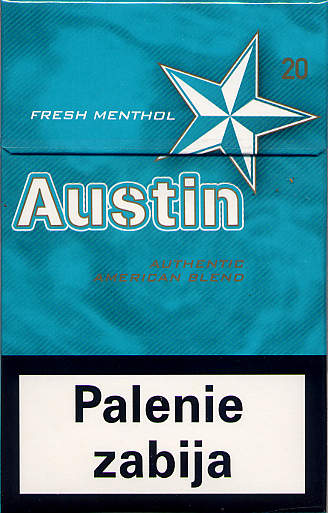 20
FRESH MENTHOL
Austin
AUTHENTIC
AMERICAN BLEND
Palenie
zabija